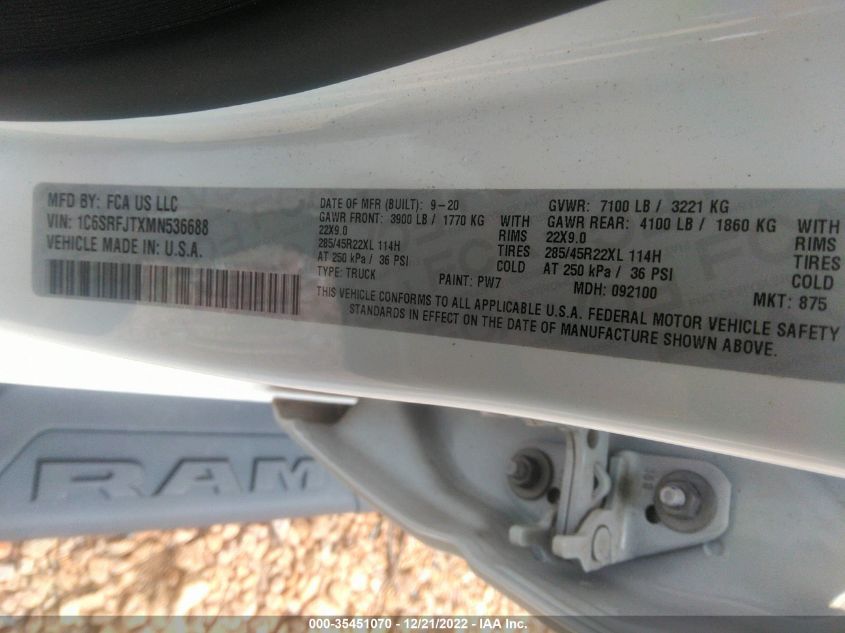 MFD BY: FCA US LLC
VIN: 1C6SRFJTXMN536688
VEHICLE MADE IN: U.S.A.
DATE OF MFR (BUILT): 9-20
GAWR FRONT: 3900 LB / 1770 KG WITH
22X9.0 RIMS
285/45R22XL 114H TIRES
AT 250 kPa / 36 PSI COLD
TYPE: TRUCK PAINT: PW7
GVWR: 7100 LB / 3221 KG
GAWR REAR: 4100 LB / 1860 KG WITH
22X9.0 RIMS
285/45R22XL 114H TIRES
AT 250 kPa / 36 PSI COLD
MDH: 092100 MKT: 875
THIS VEHICLE CONFORMS TO ALL APPLICABLE U.S.A. FEDERAL MOTOR VEHICLE SAFETY
STANDARDS IN EFFECT ON THE DATE OF MANUFACTURE SHOWN ABOVE.
RAM
000-35451070 - 12/21/2022 - IAA Inc.